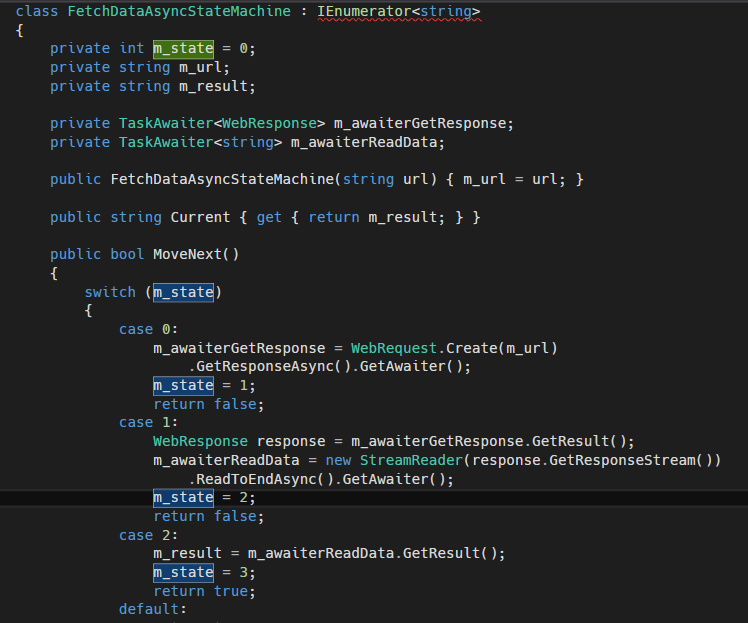 class FetchDataAsyncStateMachine : IEnumerator<string>
{
    private int m_state = 0;
    private string m_url;
    private string m_result;

    private TaskAwaiter<WebResponse> m_awaiterGetResponse;
    private TaskAwaiter<string> m_awaiterReadData;

    public FetchDataAsyncStateMachine(string url) { m_url = url; }

    public string Current { get { return m_result; } }

    public bool MoveNext()
    {
        switch (m_state)
        {
            case 0:
                m_awaiterGetResponse = WebRequest.Create(m_url)
                    .GetResponseAsync().GetAwaiter();
                m_state = 1;
                return false;
            case 1:
                WebResponse response = m_awaiterGetResponse.GetResult();
                m_awaiterReadData = new StreamReader(response.GetResponseStream())
                    .ReadToEndAsync().GetAwaiter();
                m_state = 2;
                return false;
            case 2:
                m_result = m_awaiterReadData.GetResult();
                m_state = 3;
                return true;
            default: